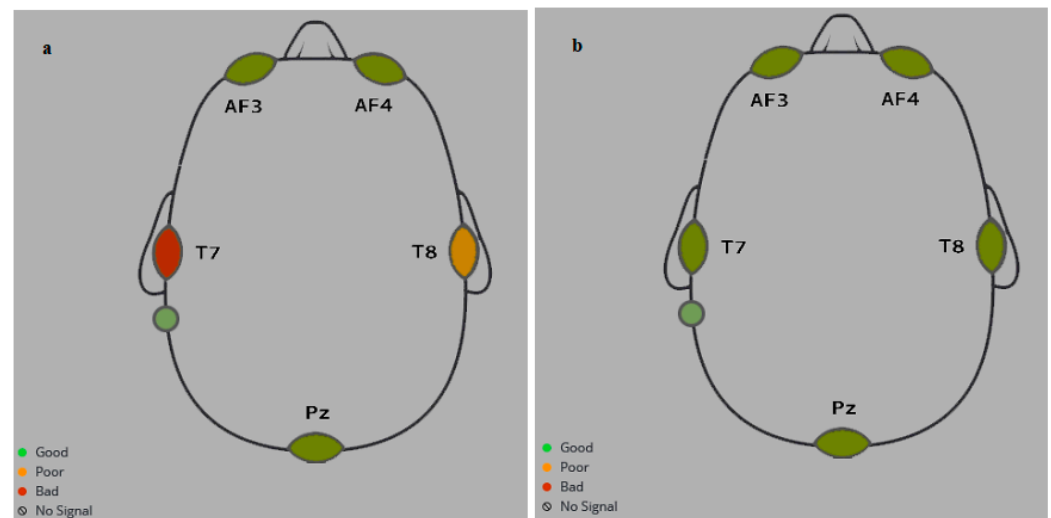 a
AF3 AF4
T7 T8
Pz
Good
Poor
Bad
No Signal
b
AF3 AF4
T7 T8
Pz
Good
Poor
Bad
No Signal